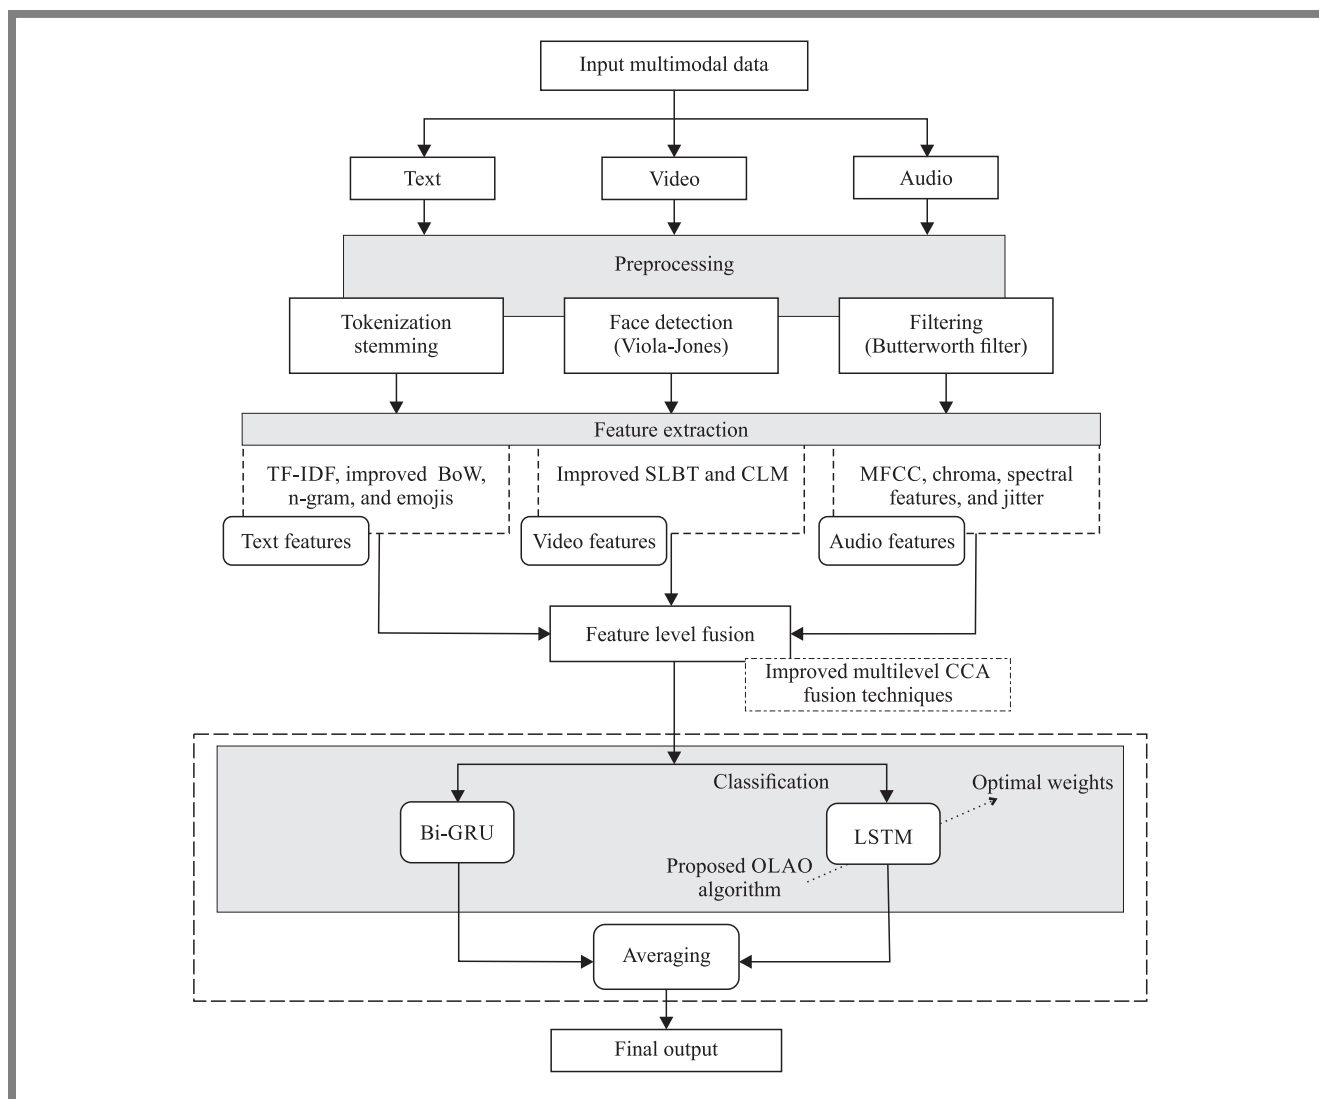 Input multimodal data
Text
Video
Audio
Preprocessing
Tokenization
stemming
Face detection
(Viola-Jones)
Filtering
(Butterworth filter)
Feature extraction
TF-IDF, improved BoW,
n-gram, and emojis
Improved SLBT and CLM
MFCC, chroma, spectral
features, and jitter
Text features
Video features
Audio features
Feature level fusion
Improved multilevel CCA
fusion techniques
Classification
Optimal weights
Bi-GRU
LSTM
Proposed OLAO
algorithm
Averaging
Final output